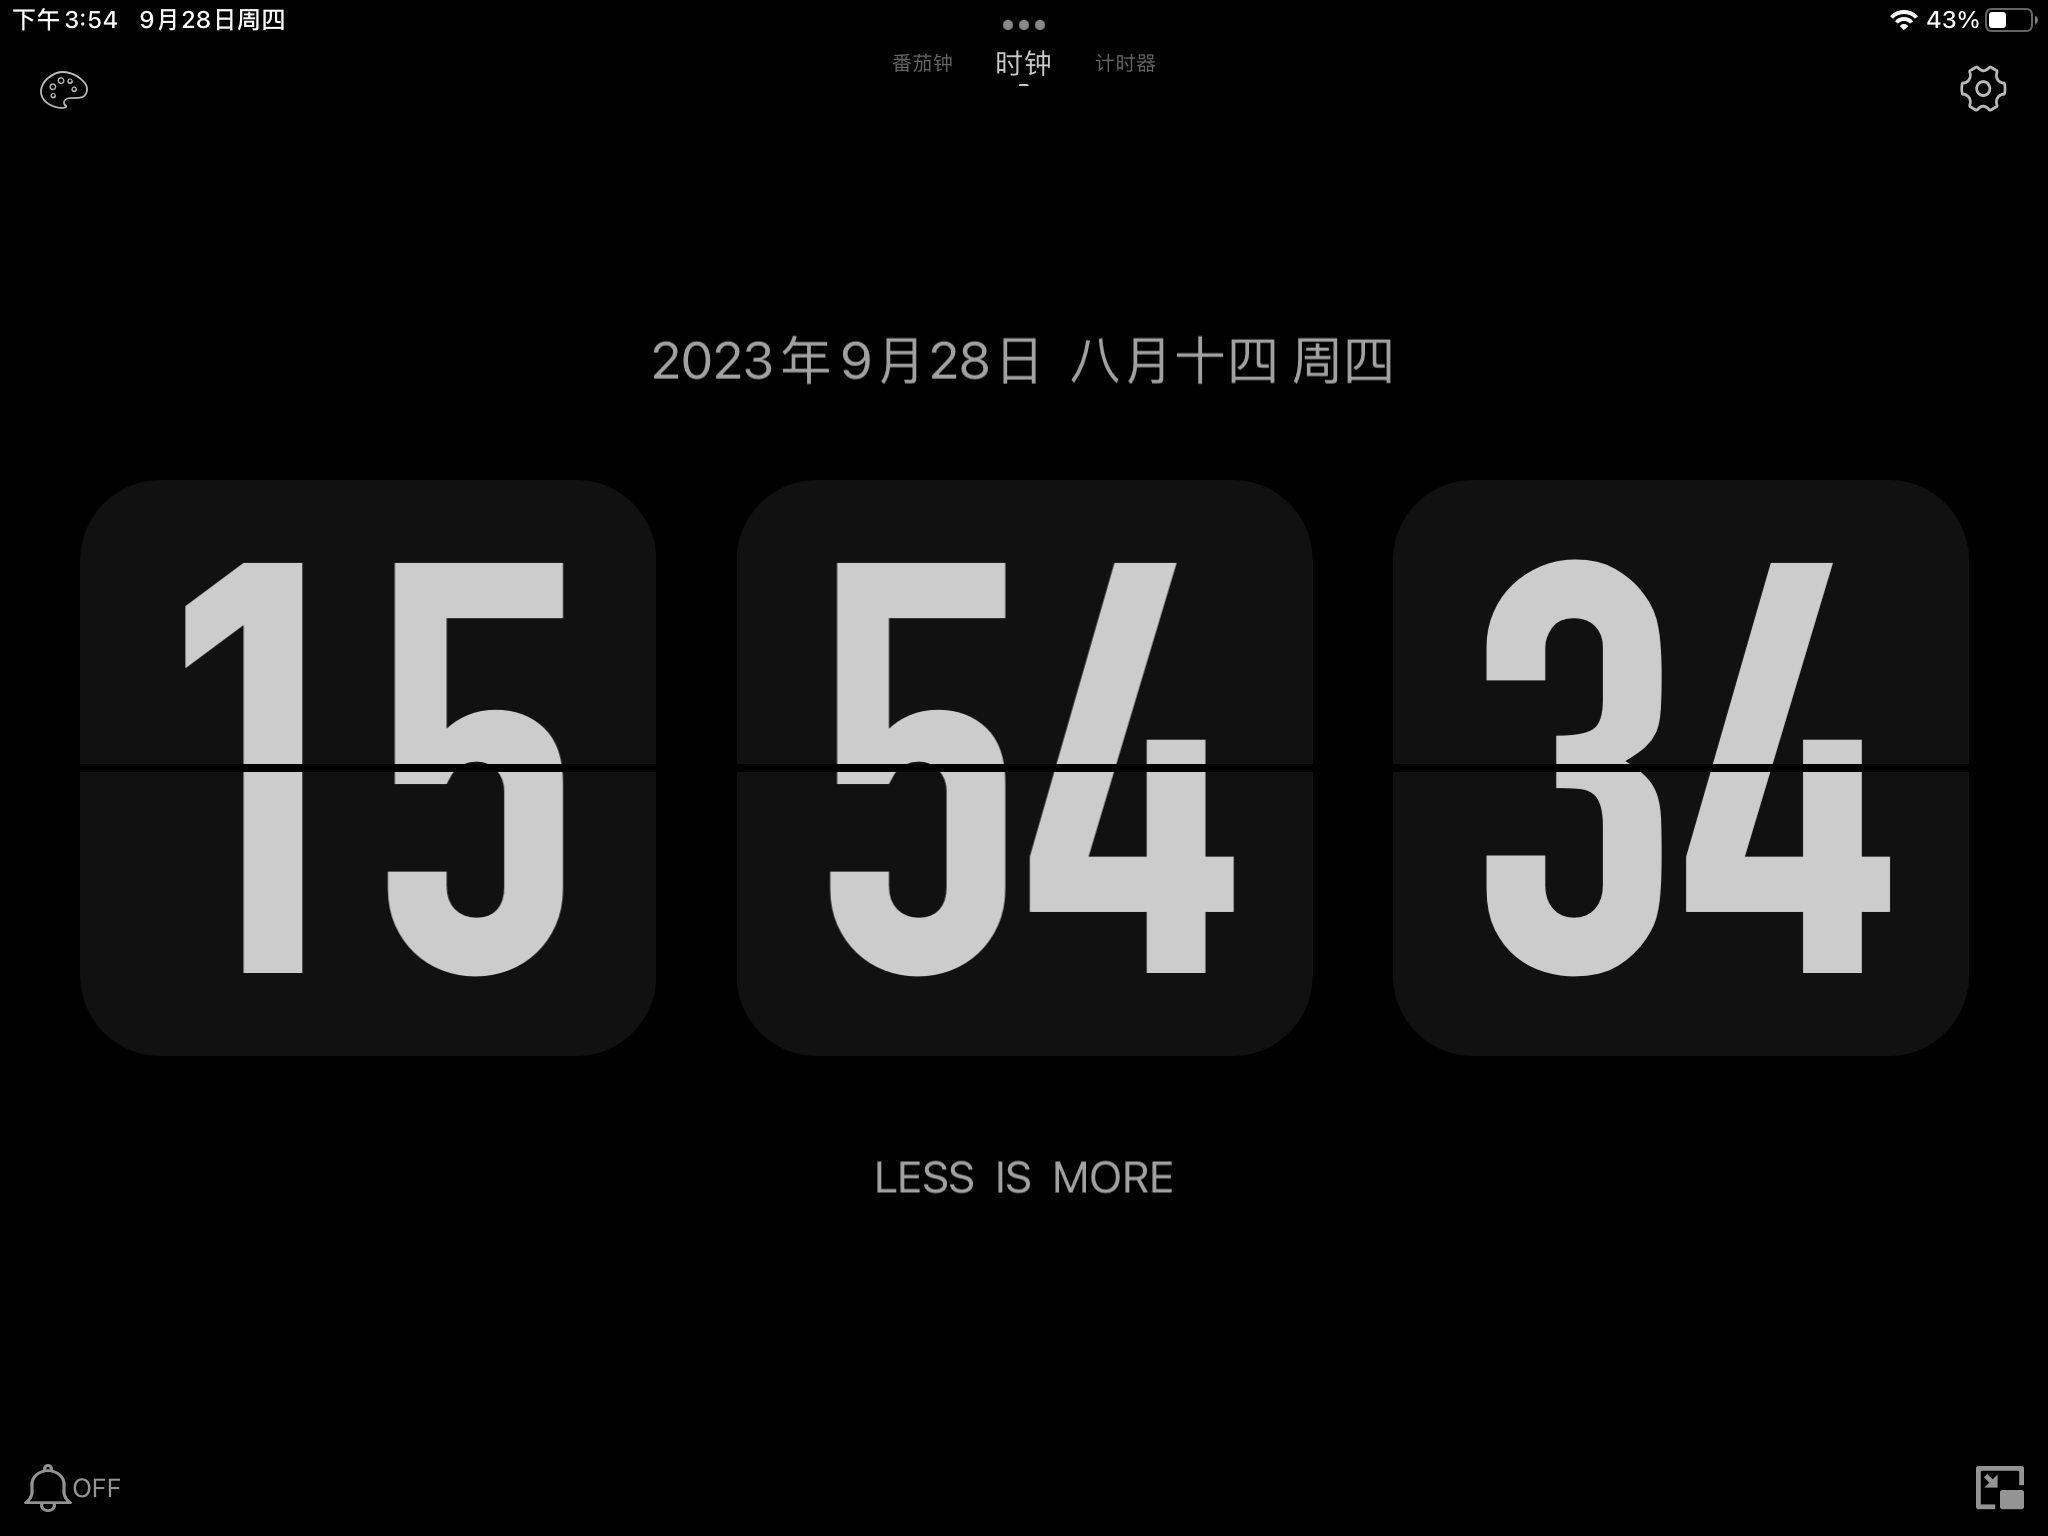 下午3:54 9月28日周四
43%
番茄钟 时钟 计时器
2023年9月28日 八月十四 周四
15 54 34
LESS IS MORE
OFF